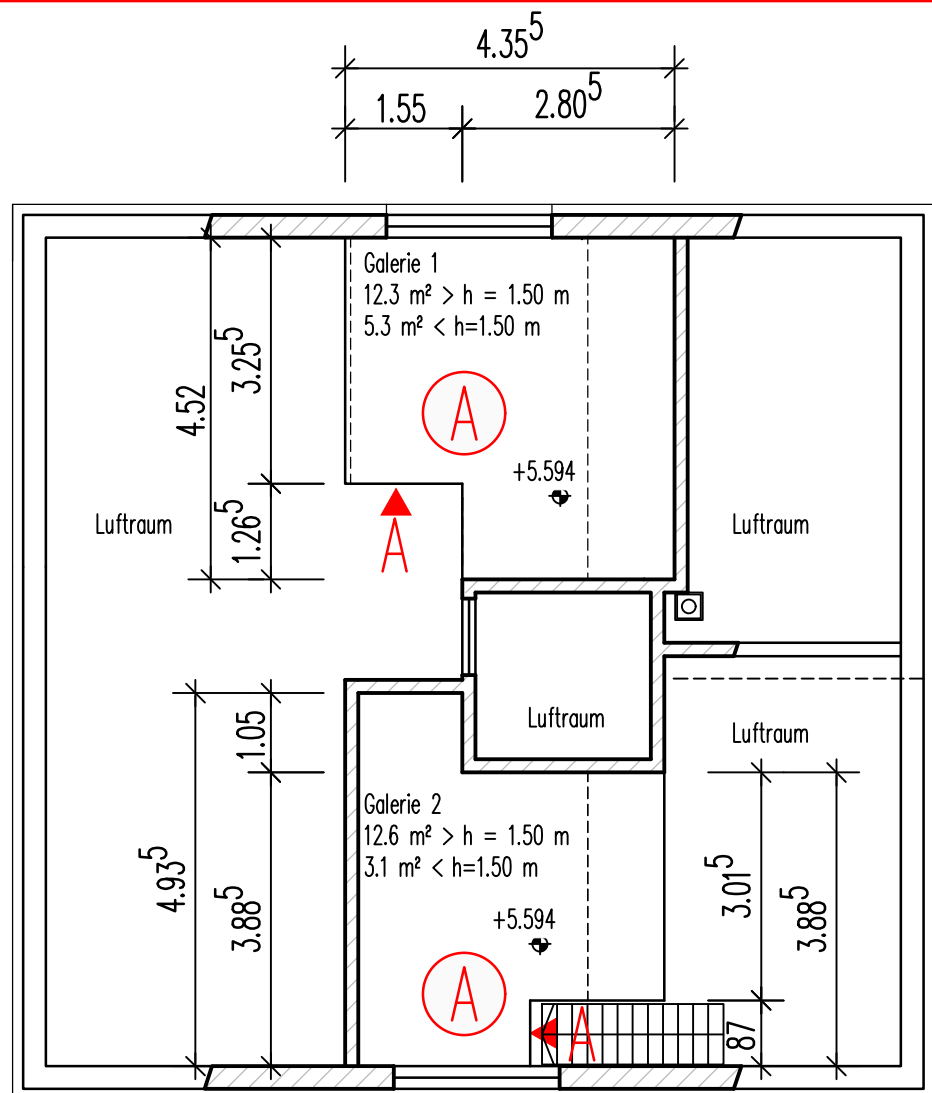 4.35⁵
1.55
2.80⁵
Galerie 1
12.3 m² > h = 1.50 m
5.3 m² < h=1.50 m
3.25⁵
4.52
A
+5.594
1.26⁵
Luftraum
A
Luftraum
Luftraum
1.05
Luftraum
Galerie 2
12.6 m² > h = 1.50 m
3.1 m² < h=1.50 m
4.93⁵
3.88⁵
3.01⁵
3.88⁵
+5.594
A
A
87